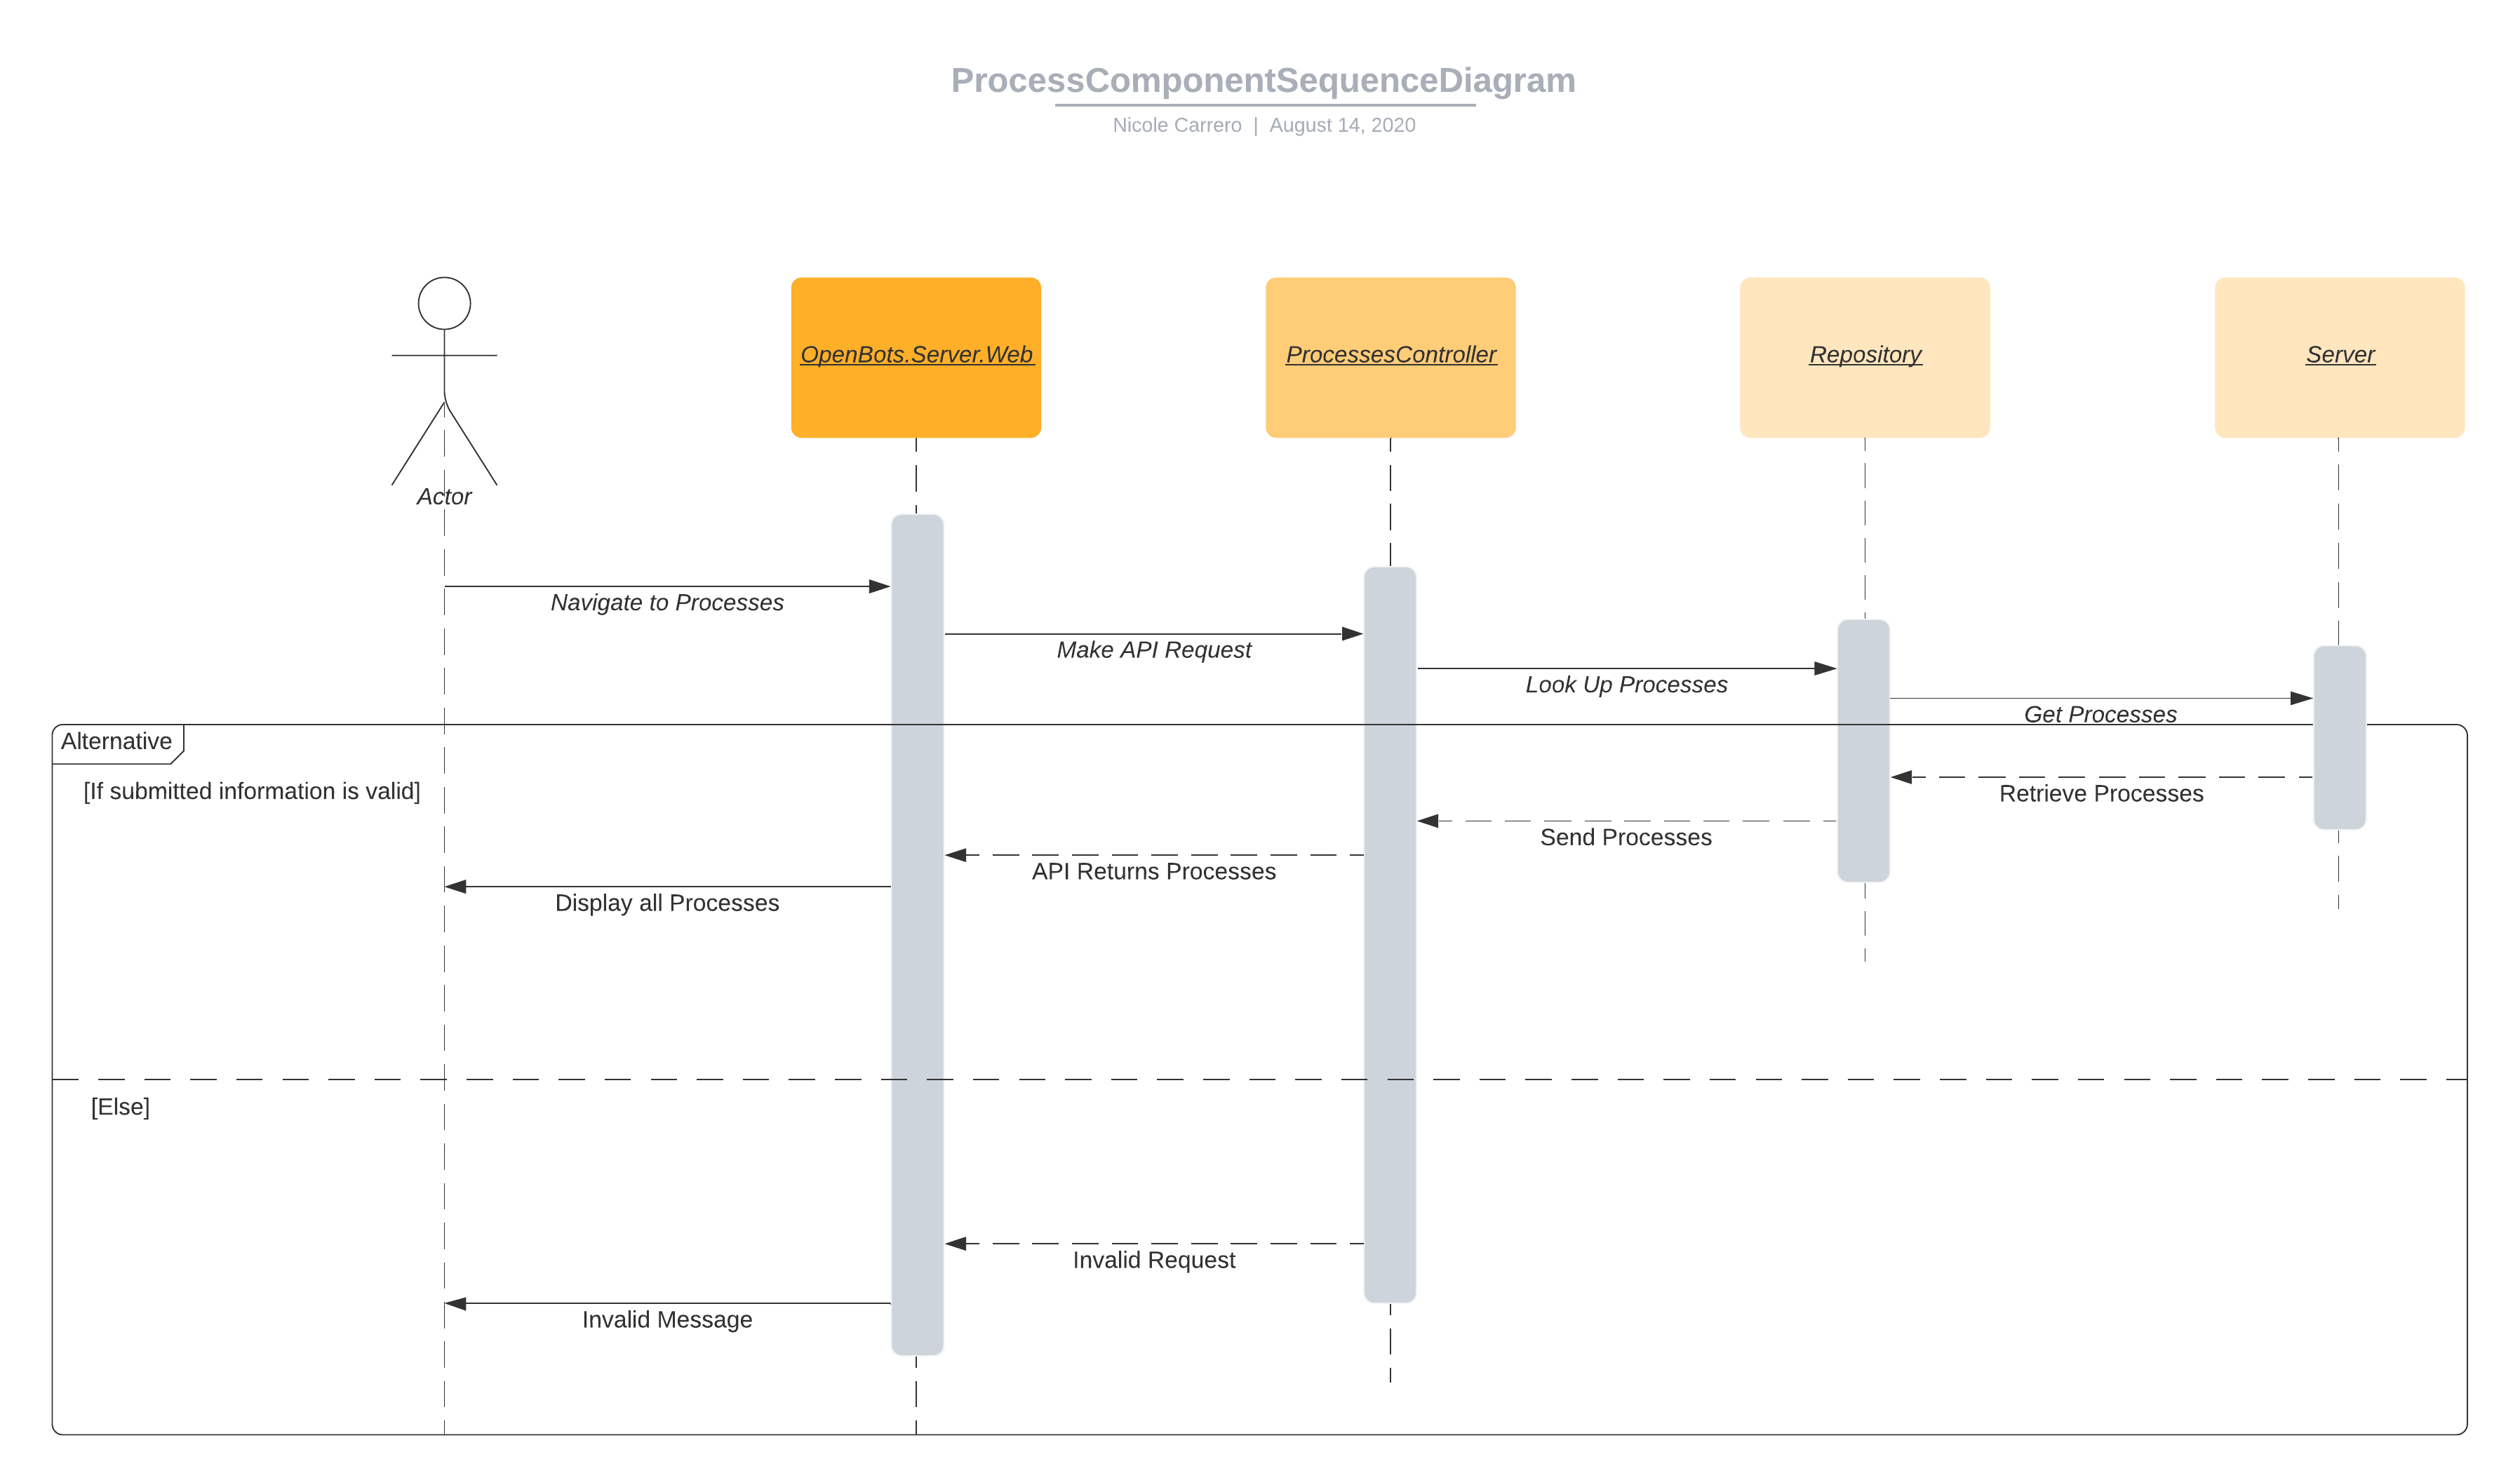 ProcessComponentSequenceDiagram
Nicole Carrero | August 14, 2020
OpenBots.Server.Web
ProcessesController
Repository
Server
Actor
Navigate to Processes
Make API Request
Look Up Processes
Get Processes
Alternative
[If submitted information is valid]
Retrieve Processes
Send Processes
API Returns Processes
Display all Processes
[Else]
Invalid Request
Invalid Message